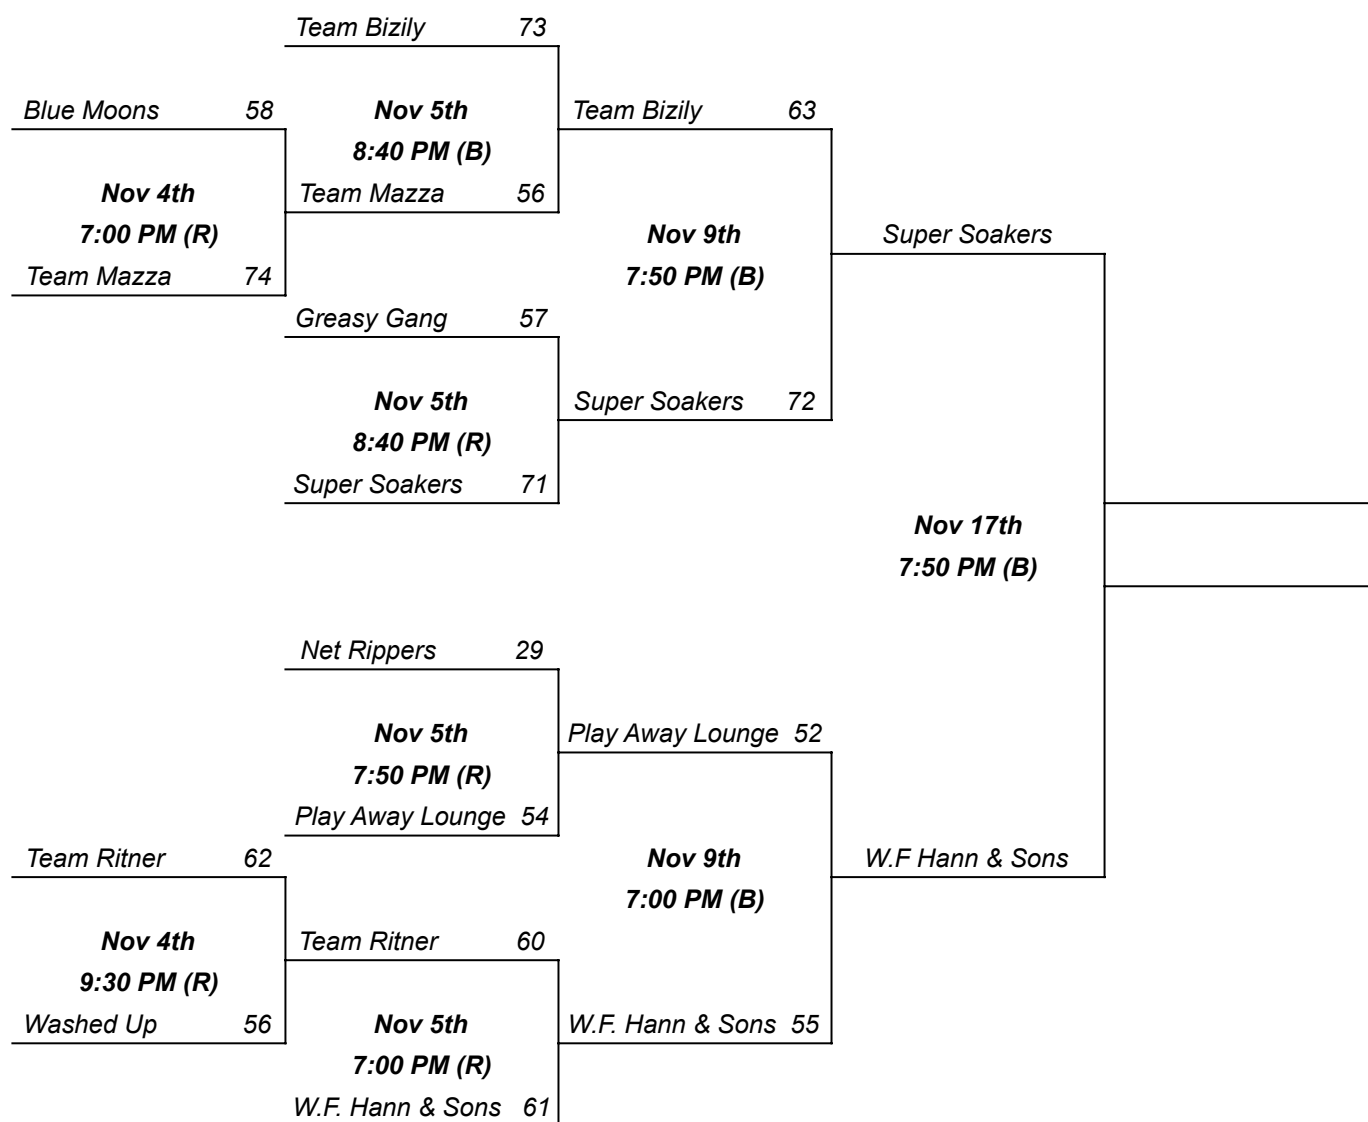 Team Bizily 73
Blue Moons 58
Nov 5th
8:40 PM (B)
Team Bizily 63
Nov 4th
7:00 PM (R)
Team Mazza 56
Team Mazza 74
Nov 9th
7:50 PM (B)
Super Soakers
Greasy Gang 57
Nov 5th
8:40 PM (R)
Super Soakers 72
Super Soakers 71
Nov 17th
7:50 PM (B)
Net Rippers 29
Nov 5th
7:50 PM (R)
Play Away Lounge 52
Play Away Lounge 54
Team Ritner 62
Nov 9th
7:00 PM (B)
W.F Hann & Sons
Nov 4th
9:30 PM (R)
Team Ritner 60
Washed Up 56
Nov 5th
7:00 PM (R)
W.F. Hann & Sons 55
W.F. Hann & Sons 61